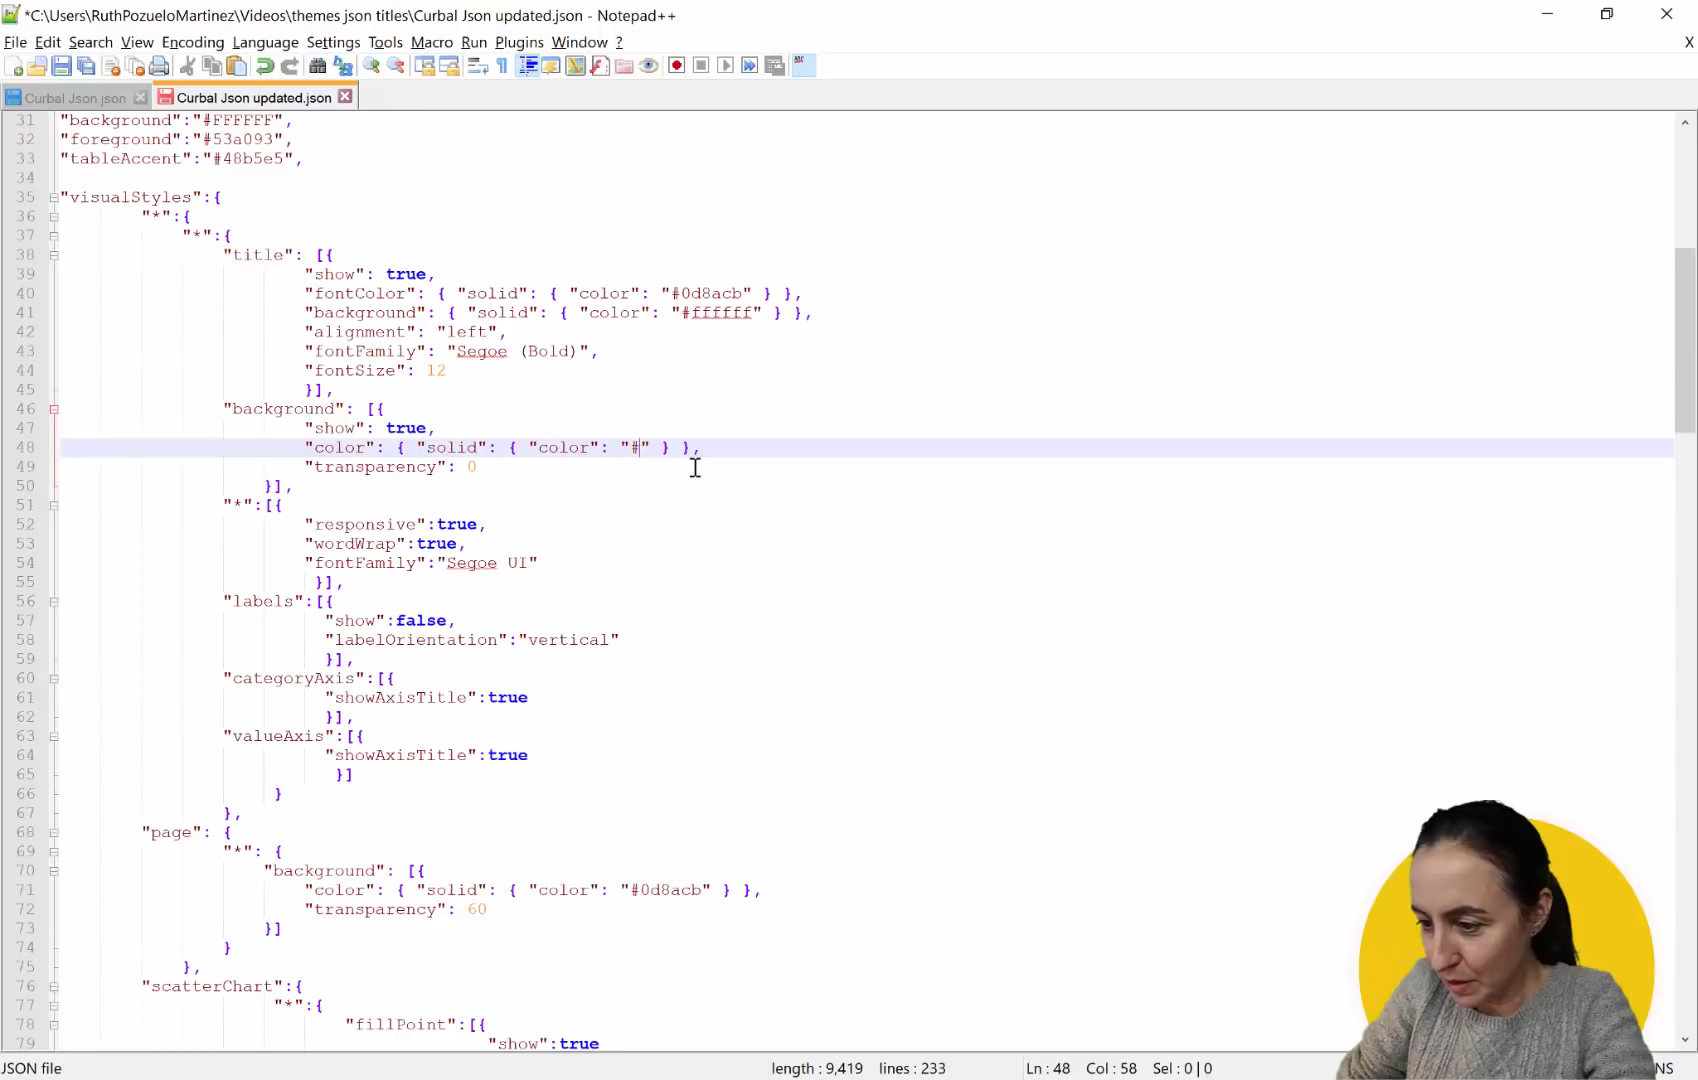 *C:\Users\RuthPozueloMartinez\Videos\themes json titles\Curbal Json updated.json - Notepad++
File Edit Search View Encoding Language Settings Tools Macro Run Plugins Window ? X
Curbal Json json Curbal Json updated.json
31 "background":"#FFFFFF",
32 "foreground":"#53a093",
33 "tableAccent":"#48b5e5",
34
35 "visualStyles":{
36 "*":{
37 "*":{
38 "title": [{
39 "show": true,
40 "fontColor": { "solid": { "color": "#0d8acb" } },
41 "background": { "solid": { "color": "#ffffff" } },
42 "alignment": "left",
43 "fontFamily": "Segoe (Bold)",
44 "fontSize": 12
45 }],
46 "background": [{
47 "show": true,
48 "color": { "solid": { "color": "#" } },
49 "transparency": 0
50 }],
51 "*":[{
52 "responsive":true,
53 "wordWrap":true,
54 "fontFamily":"Segoe UI"
55 }],
56 "labels":[{
57 "show":false,
58 "labelOrientation":"vertical"
59 }],
60 "categoryAxis":[{
61 "showAxisTitle":true
62 }],
63 "valueAxis":[{
64 "showAxisTitle":true
65 }]
66 }
67 },
68 "page": {
69 "*": {
70 "background": [{
71 "color": { "solid": { "color": "#0d8acb" } },
72 "transparency": 60
73 }]
74 }
75 },
76 "scatterChart":{
77 "*":{
78 "fillPoint":[{
79 "show":true
JSON file length : 9,419 lines : 233 Ln : 48 Col : 58 Sel : 0 | 0 NS